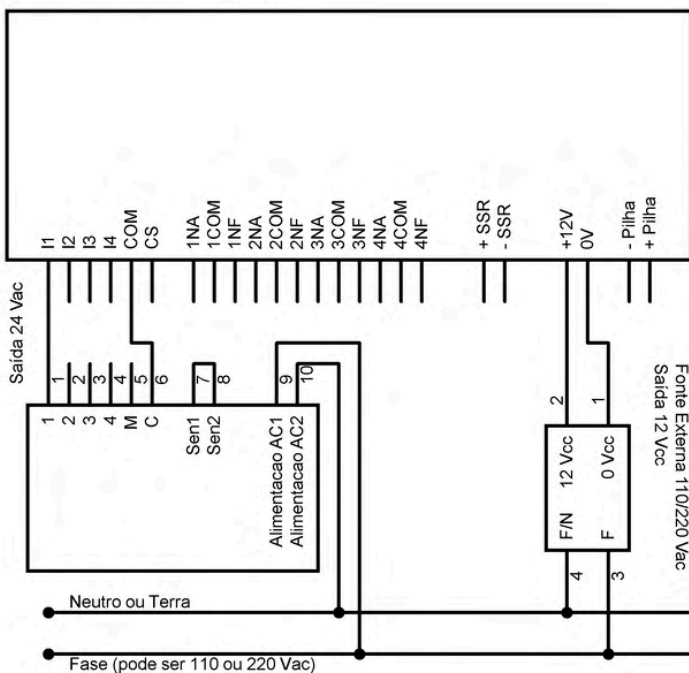 I1
I2
I3
I4
COM
CS
1NA
1COM
1NF
2NA
2COM
2NF
3NA
3COM
3NF
4NA
4COM
4NF
+ SSR
- SSR
+12V
0V
- Pilha
+ Pilha
Saída 24 Vac
1
2
3
4
5
6
7
8
9
10
1
2
3
4
M
C
Sen1
Sen2
Alimentacao AC1
Alimentacao AC2
2
1
12 Vcc
0 Vcc
F/N
F
4
3
Fonte Externa 110/220 Vac
Saída 12 Vcc
Neutro ou Terra
Fase (pode ser 110 ou 220 Vac)